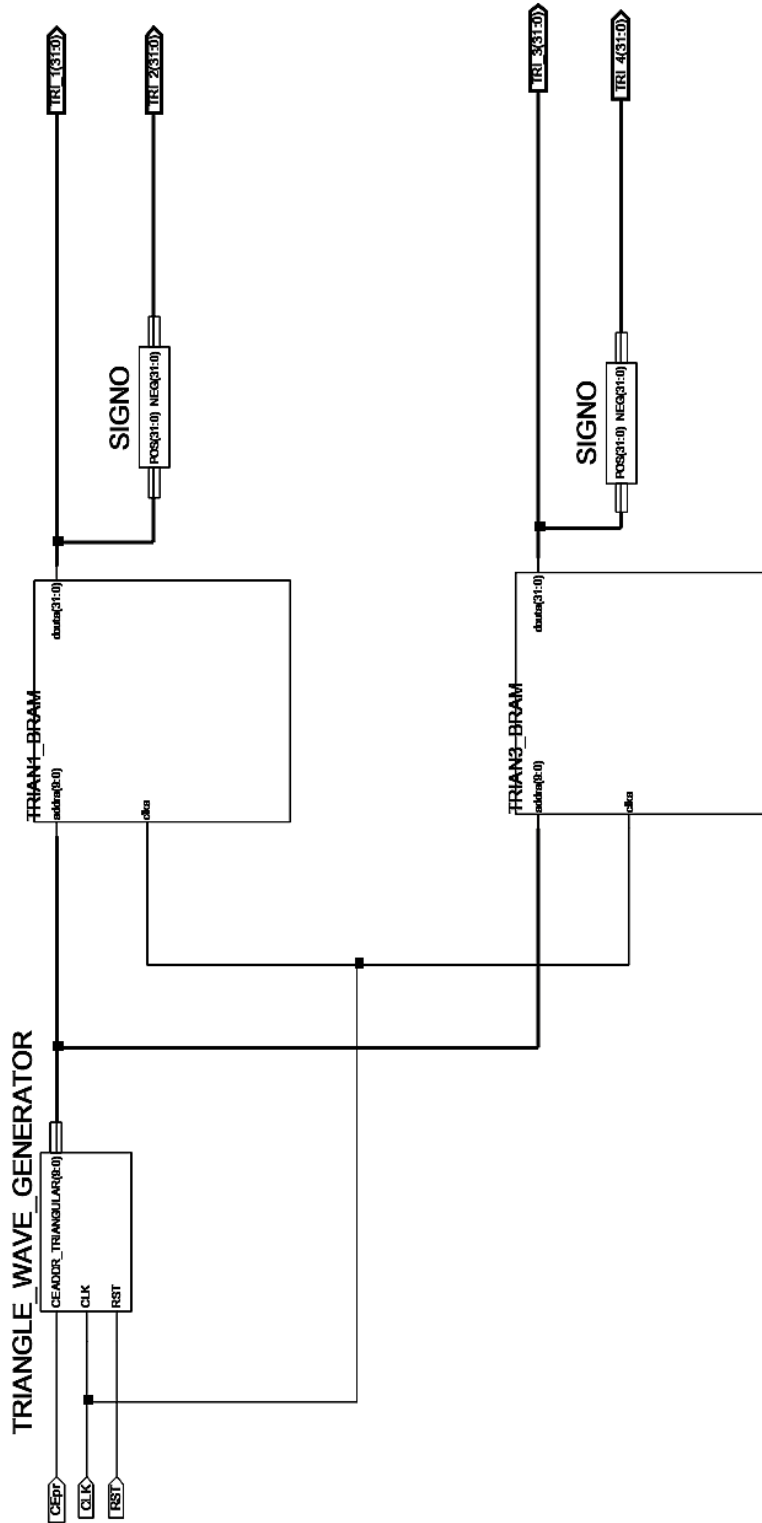 TRIANGLE_WAVE_GENERATOR
CEpr
CLK
RST
CEADDR_TRIANGULAR(9:0)
CLK
RST
TRIAN1_BRAM
addra(9:0)
douta(31:0)
clka
SIGNO
POS(31:0) NEG(31:0)
TRI_1(31:0)
TRI_2(31:0)
TRIAN3_BRAM
addra(9:0)
douta(31:0)
clka
SIGNO
POS(31:0) NEG(31:0)
TRI_3(31:0)
TRI_4(31:0)